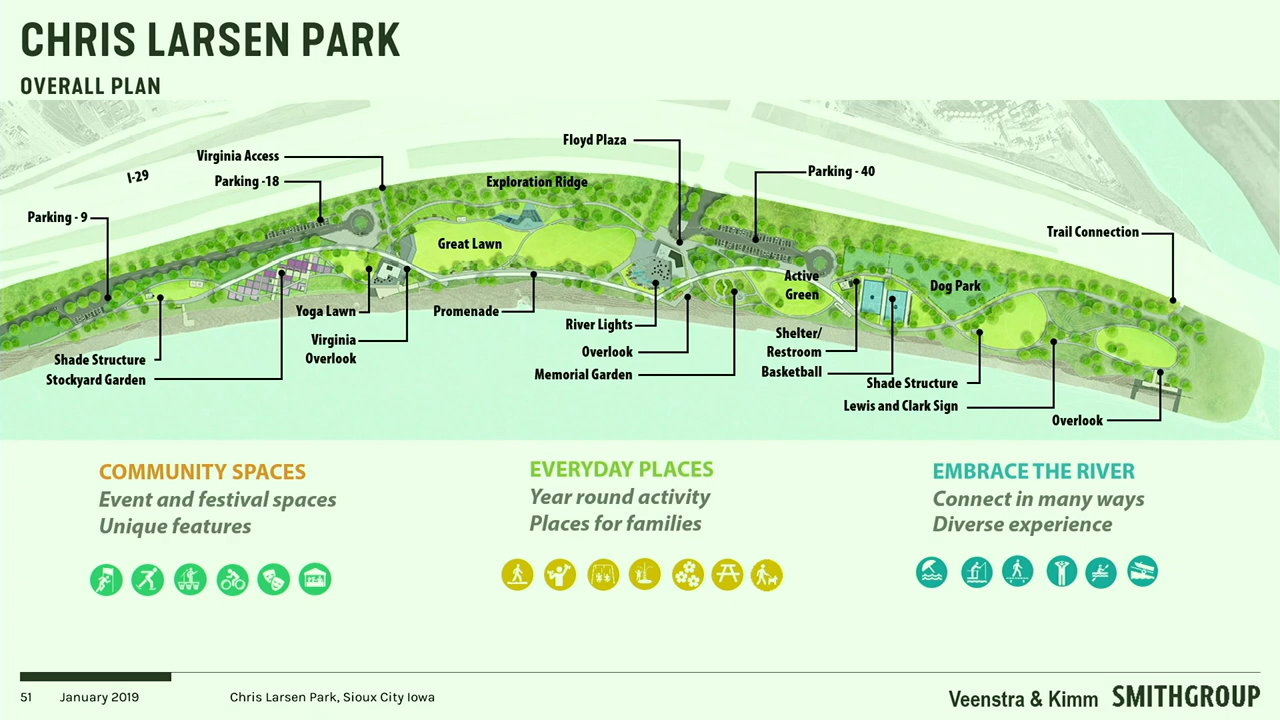 CHRIS LARSEN PARK
OVERALL PLAN
Floyd Plaza
Virginia Access
I-29
Parking -18
Exploration Ridge
Parking - 40
Parking - 9
Trail Connection
Great Lawn
Active
Green
Dog Park
Yoga Lawn
Promenade
River Lights
Virginia
Overlook
Shelter/
Restroom
Overlook
Shade Structure
Stockyard Garden
Memorial Garden
Basketball
Shade Structure
Lewis and Clark Sign
Overlook
COMMUNITY SPACES
Event and festival spaces
Unique features
EVERYDAY PLACES
Year round activity
Places for families
EMBRACE THE RIVER
Connect in many ways
Diverse experience
51 January 2019 Chris Larsen Park, Sioux City Iowa
Veenstra & Kimm SMITHGROUP